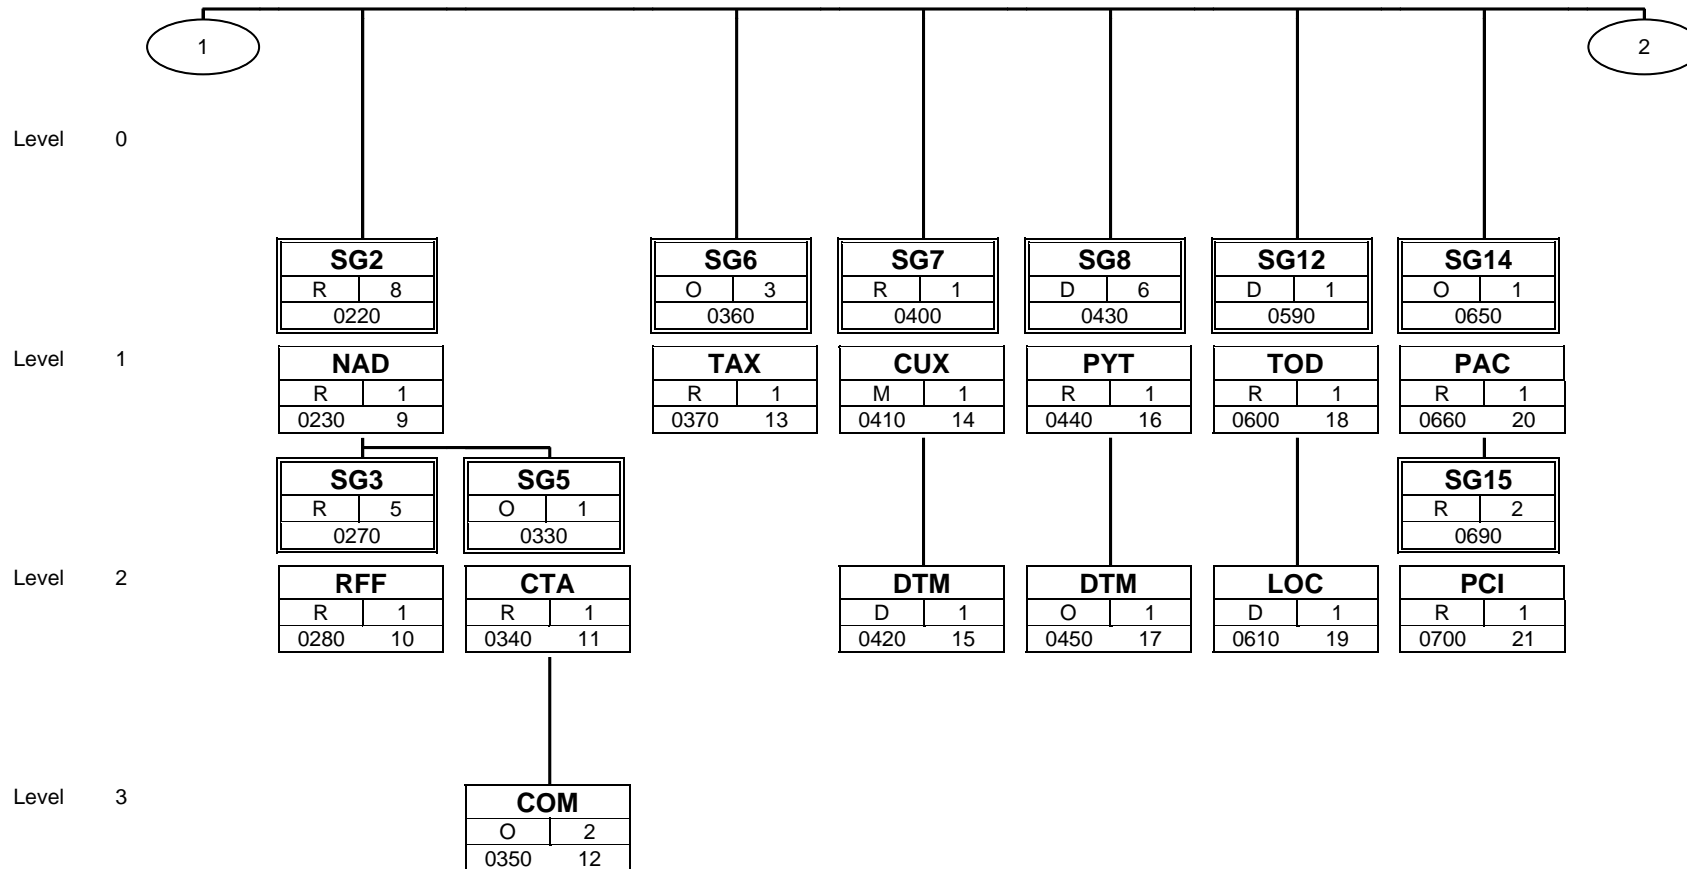 1 2
Level 0
SG2 SG6 SG7 SG8 SG12 SG14
R 8 O 3 R 1 D 6 D 1 O 1
0220 0360 0400 0430 0590 0650
Level 1 NAD TAX CUX PYT TOD PAC
R 1 R 1 M 1 R 1 R 1 R 1
0230 9 0370 13 0410 14 0440 16 0600 18 0660 20
SG3 SG5 SG15
R 5 O 1 R 2
0270 0330 0690
Level 2 RFF CTA DTM DTM LOC PCI
R 1 R 1 D 1 O 1 D 1 R 1
0280 10 0340 11 0420 15 0450 17 0610 19 0700 21
Level 3 COM
O 2
0350 12